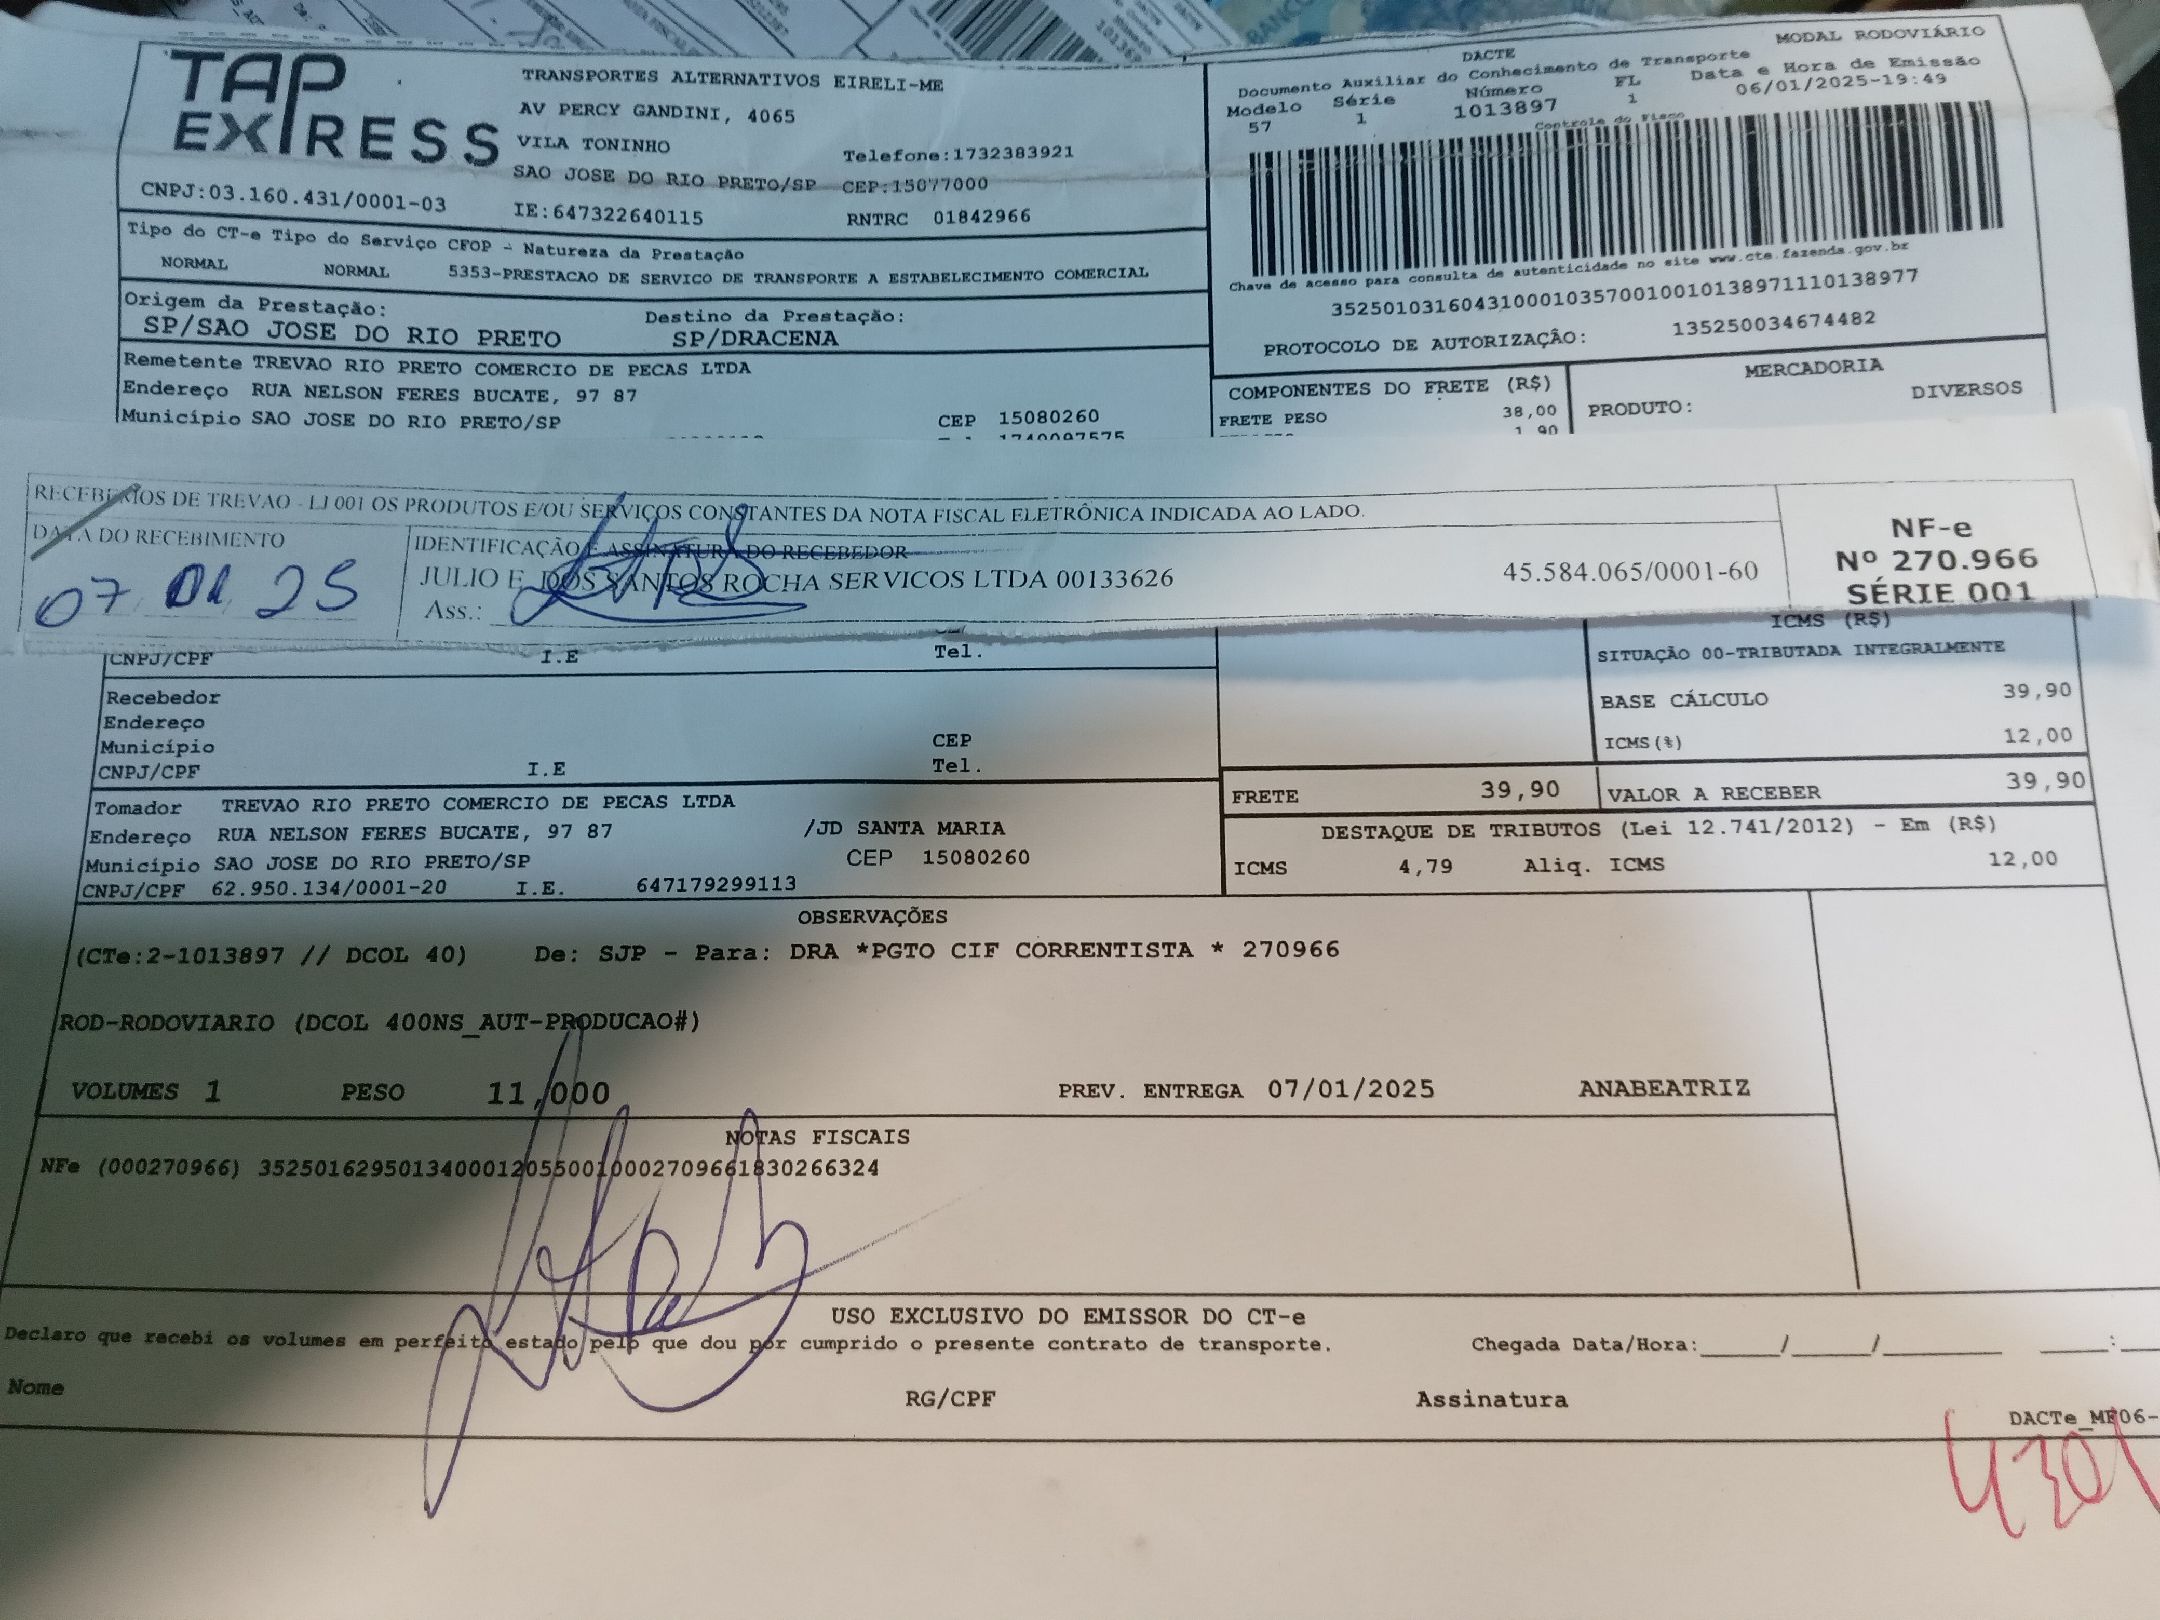 TAP EXPRESS
TRANSPORTES ALTERNATIVOS EIRELI-ME
AV PERCY GANDINI, 4065
VILA TONINHO
Telefone:1732383921
SAO JOSE DO RIO PRETO/SP CEP:15077000
CNPJ:03.160.431/0001-03
IE:647322640115
RNTRC 01842966
MODAL RODOVIÁRIO
DACTE
Documento Auxiliar do Conhecimento de Transporte
Modelo Série Número FL Data e Hora de Emissão
57 1 1013897 1 06/01/2025-19:49
Controle do Fisco
Chave de acesso para consulta de autenticidade no site www.cte.fazenda.gov.br
35250103160431000103570010010138971110138977
PROTOCOLO DE AUTORIZAÇÃO: 135250034674482
Tipo do CT-e Tipo do Serviço CFOP - Natureza da Prestação
NORMAL NORMAL 5353-PRESTACAO DE SERVICO DE TRANSPORTE A ESTABELECIMENTO COMERCIAL
Origem da Prestação: Destino da Prestação:
SP/SAO JOSE DO RIO PRETO SP/DRACENA
Remetente TREVAO RIO PRETO COMERCIO DE PECAS LTDA
Endereço RUA NELSON FERES BUCATE, 97 87
Município SAO JOSE DO RIO PRETO/SP CEP 15080260
COMPONENTES DO FRETE (R$)
FRETE PESO 38,00
1,90
MERCADORIA
PRODUTO: DIVERSOS
RECEBEMOS DE TREVAO - LJ 001 OS PRODUTOS E/OU SERVIÇOS CONSTANTES DA NOTA FISCAL ELETRÔNICA INDICADA AO LADO.
DATA DO RECEBIMENTO
07 01 25
IDENTIFICAÇÃO E ASSINATURA DO RECEBEDOR
JULIO E DOS SANTOS ROCHA SERVICOS LTDA 00133626 45.584.065/0001-60
Ass.:
NF-e
Nº 270.966
SÉRIE 001
CNPJ/CPF I.E Tel.
Recebedor
Endereço
Município CEP
CNPJ/CPF I.E Tel.
ICMS (R$)
SITUAÇÃO 00-TRIBUTADA INTEGRALMENTE
BASE CÁLCULO 39,90
ICMS(%) 12,00
FRETE 39,90 VALOR A RECEBER 39,90
Tomador TREVAO RIO PRETO COMERCIO DE PECAS LTDA
Endereço RUA NELSON FERES BUCATE, 97 87 /JD SANTA MARIA
Município SAO JOSE DO RIO PRETO/SP CEP 15080260
CNPJ/CPF 62.950.134/0001-20 I.E. 647179299113
DESTAQUE DE TRIBUTOS (Lei 12.741/2012) - Em (R$)
ICMS 4,79 Aliq. ICMS 12,00
OBSERVAÇÕES
(CTe:2-1013897 // DCOL 40) De: SJP - Para: DRA *PGTO CIF CORRENTISTA * 270966
ROD-RODOVIARIO (DCOL 400NS_AUT-PRODUCAO#)
VOLUMES 1 PESO 11,000 PREV. ENTREGA 07/01/2025 ANABEATRIZ
NOTAS FISCAIS
NFe (000270966) 35250162950134000120550010002709661830266324
USO EXCLUSIVO DO EMISSOR DO CT-e
Declaro que recebi os volumes em perfeito estado pelo que dou por cumprido o presente contrato de transporte. Chegada Data/Hora:_____/_____/________ ____:___
Nome RG/CPF Assinatura